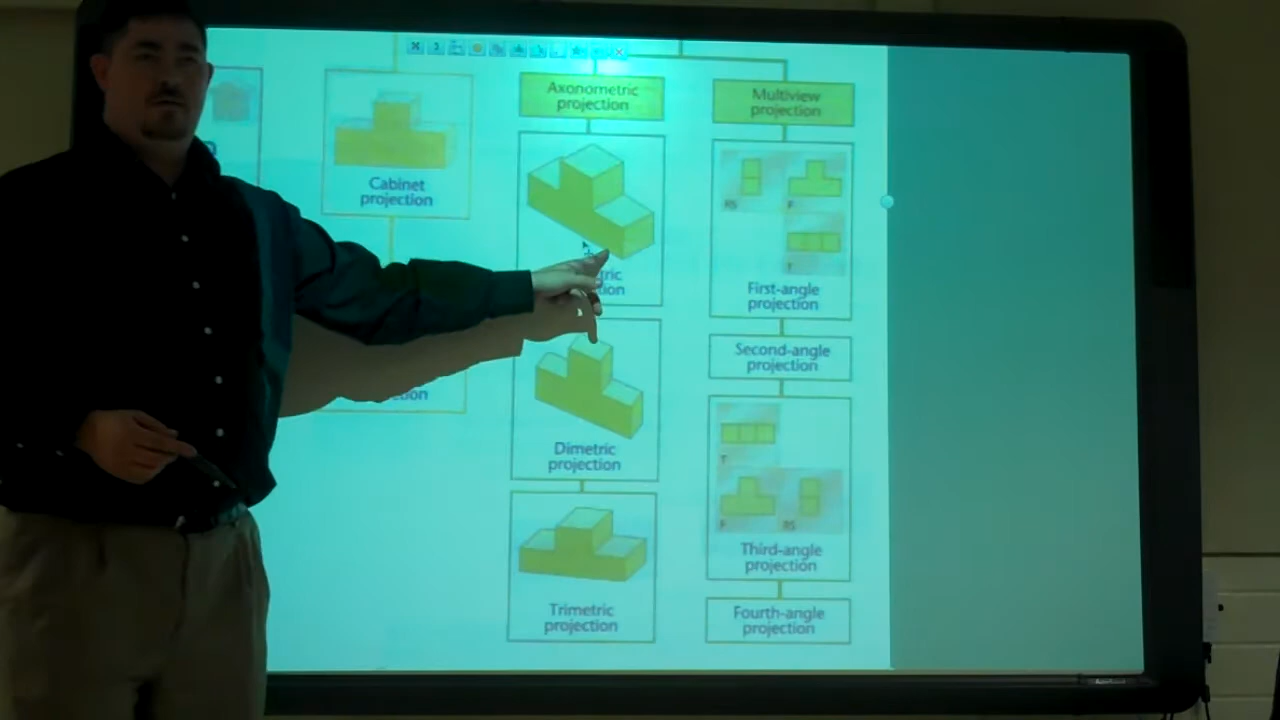 Cabinet
projection
Axonometric
projection
Dimetric
projection
Trimetric
projection
Multiview
projection
RS
F
T
First-angle
projection
Second-angle
projection
T
F
RS
Third-angle
projection
Fourth-angle
projection